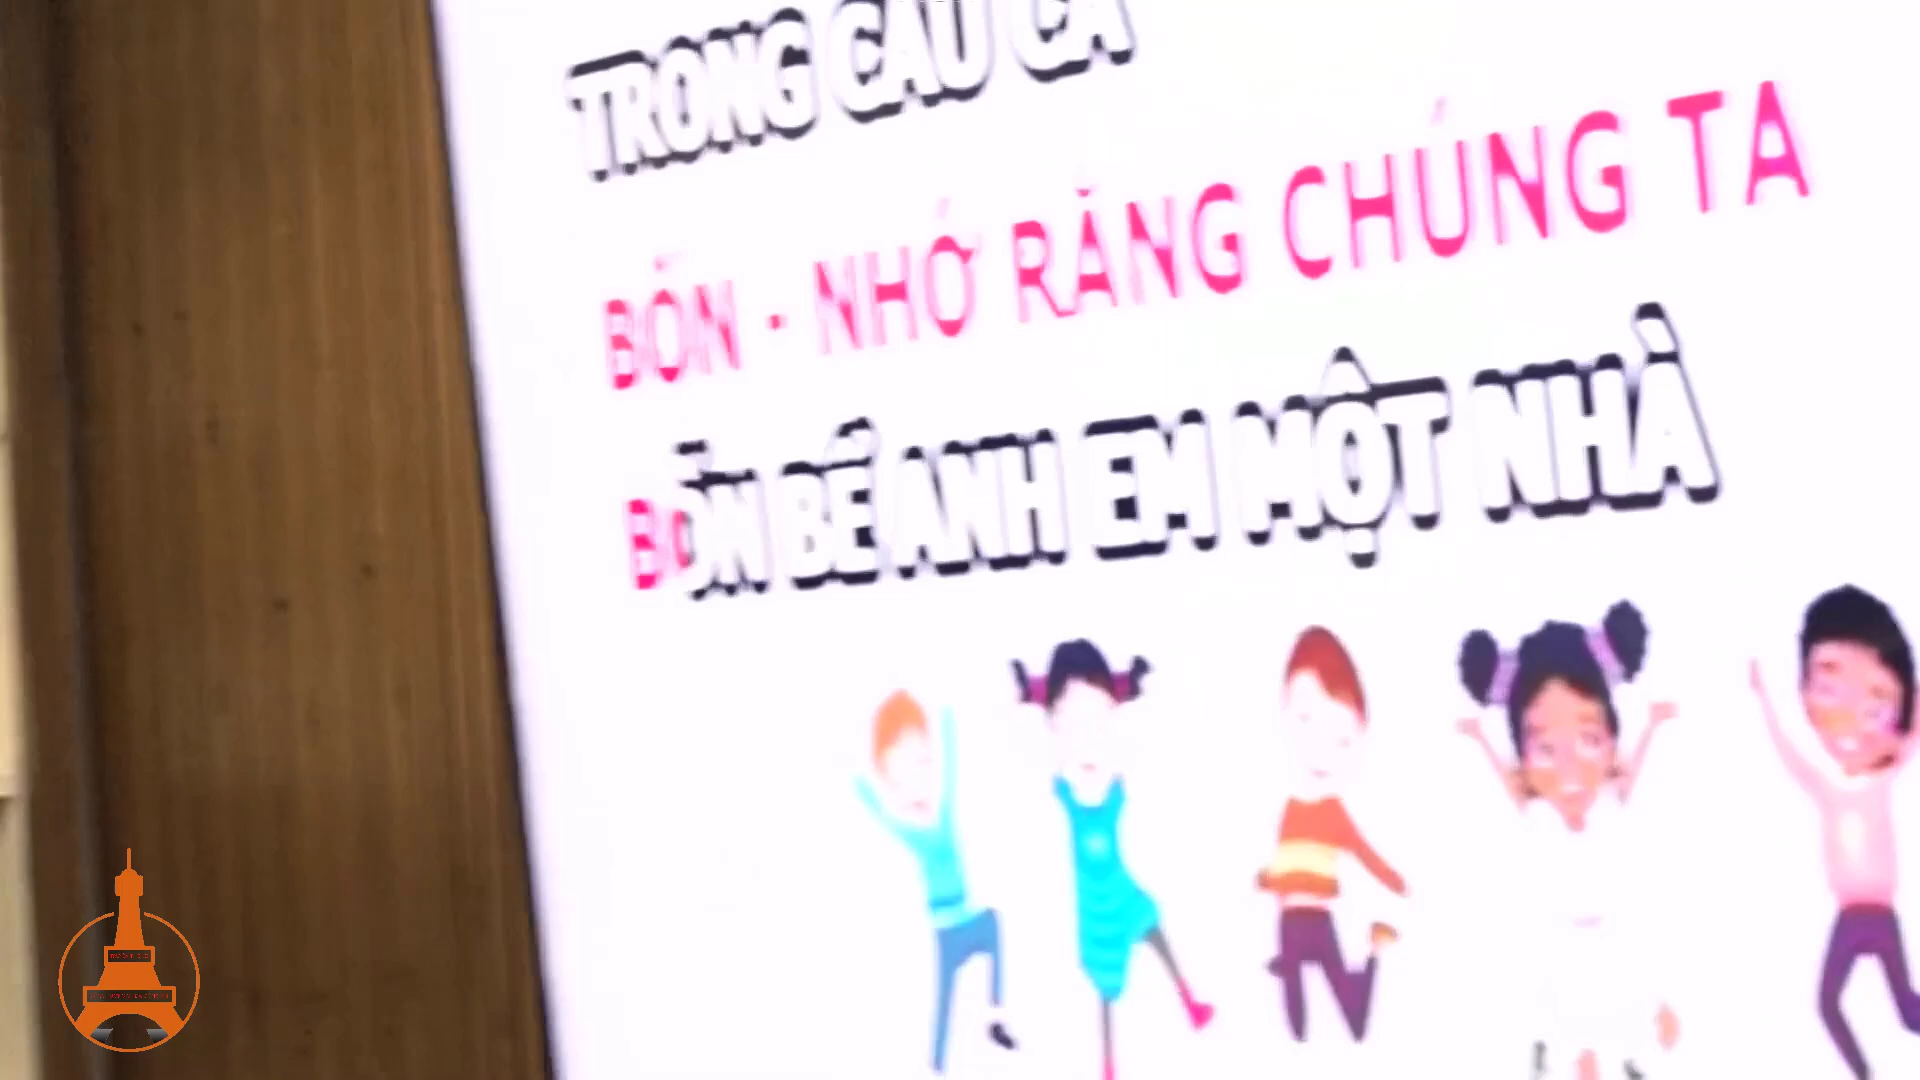 TRONG CÂU CA
BỐN - NHỚ RẰNG CHÚNG TA
BỐN BỂ ANH EM MỘT NHÀ